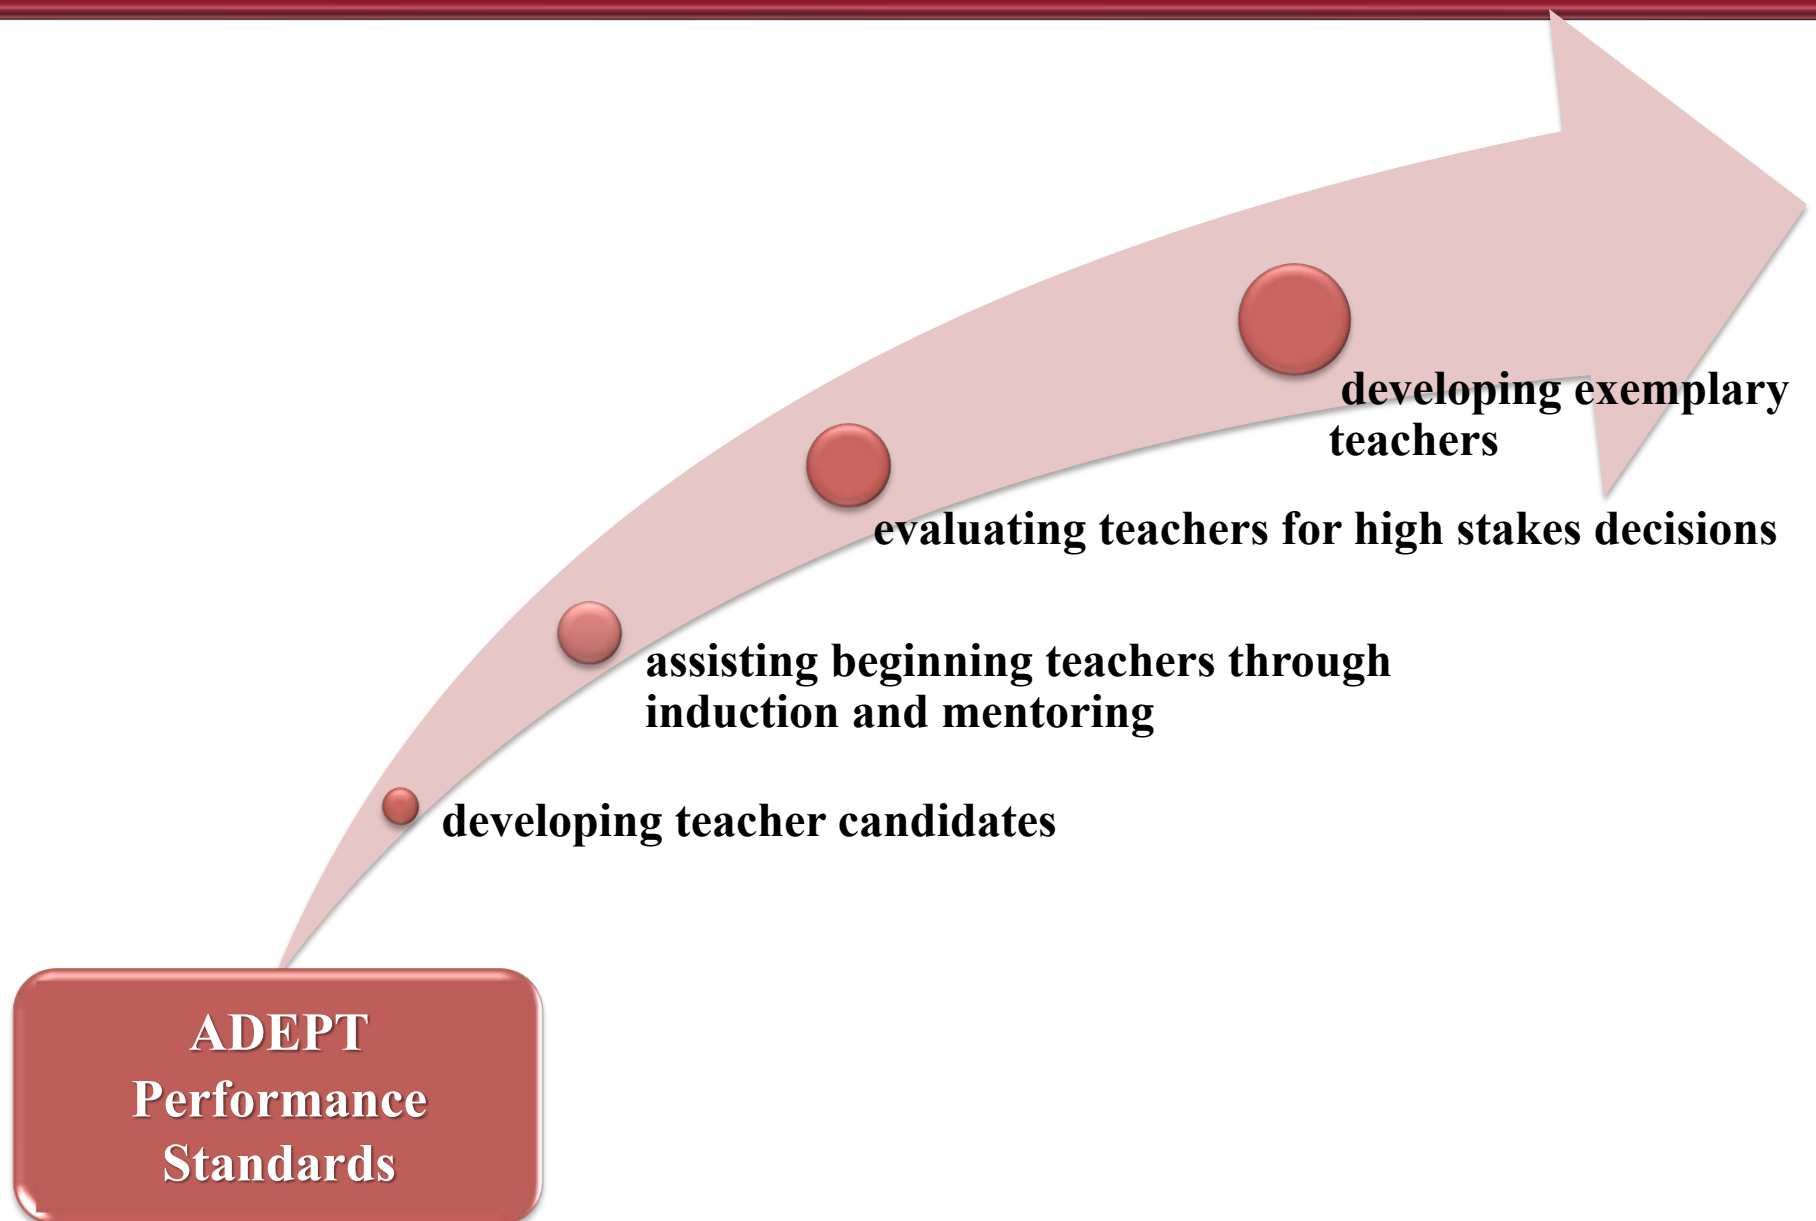 developing exemplary
teachers
evaluating teachers for high stakes decisions
assisting beginning teachers through
induction and mentoring
developing teacher candidates
ADEPT
Performance
Standards